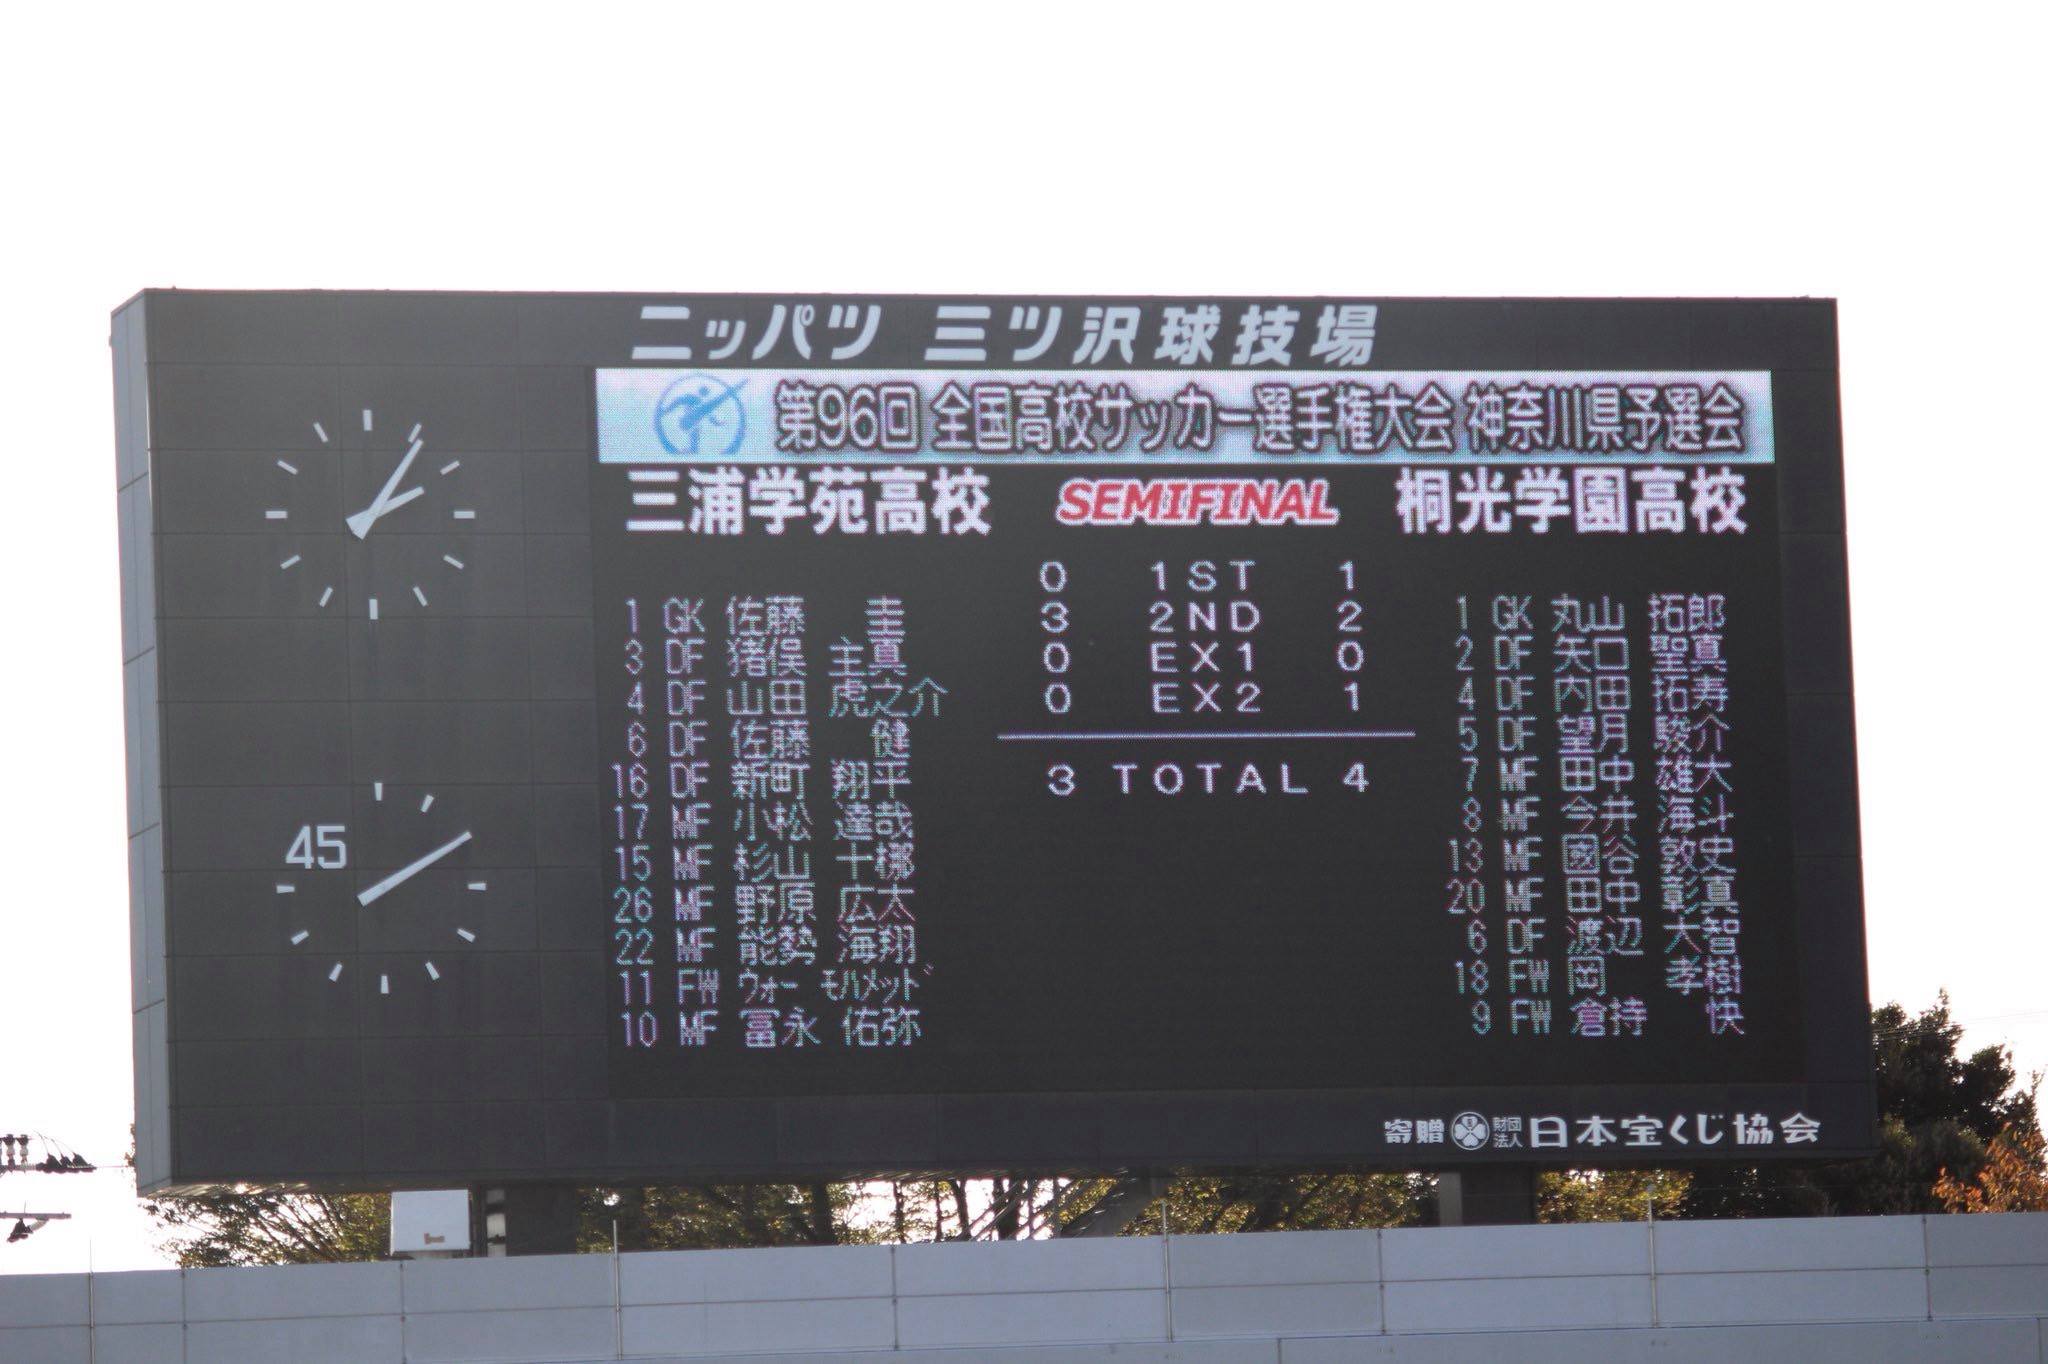 ニッパツ 三ツ沢球技場
第96回 全国高校サッカー選手権大会 神奈川県予選会
三浦学苑高校 SEMIFINAL 桐光学園高校
0 1ST 1
3 2ND 2
0 EX1 0
0 EX2 1
3 TOTAL 4
1 GK 佐藤 圭
3 DF 猪俣 主真
4 DF 山田 虎之介
6 DF 佐藤 健
16 DF 新町 翔平
17 MF 小松 達哉
15 MF 杉山 十梛
26 MF 野原 広太
22 MF 能勢 海翔
11 FW ウォー モハメッド
10 MF 冨永 佑弥
1 GK 丸山 拓郎
2 DF 矢口 聖真
4 DF 内田 拓寿
5 DF 望月 駿介
7 MF 田中 雄大
8 MF 今井 海斗
13 MF 國谷 敦史
20 MF 田中 彰真
6 DF 渡辺 大智
18 FW 岡 孝樹
9 FW 倉持 快
45
寄贈 財団法人 日本宝くじ協会